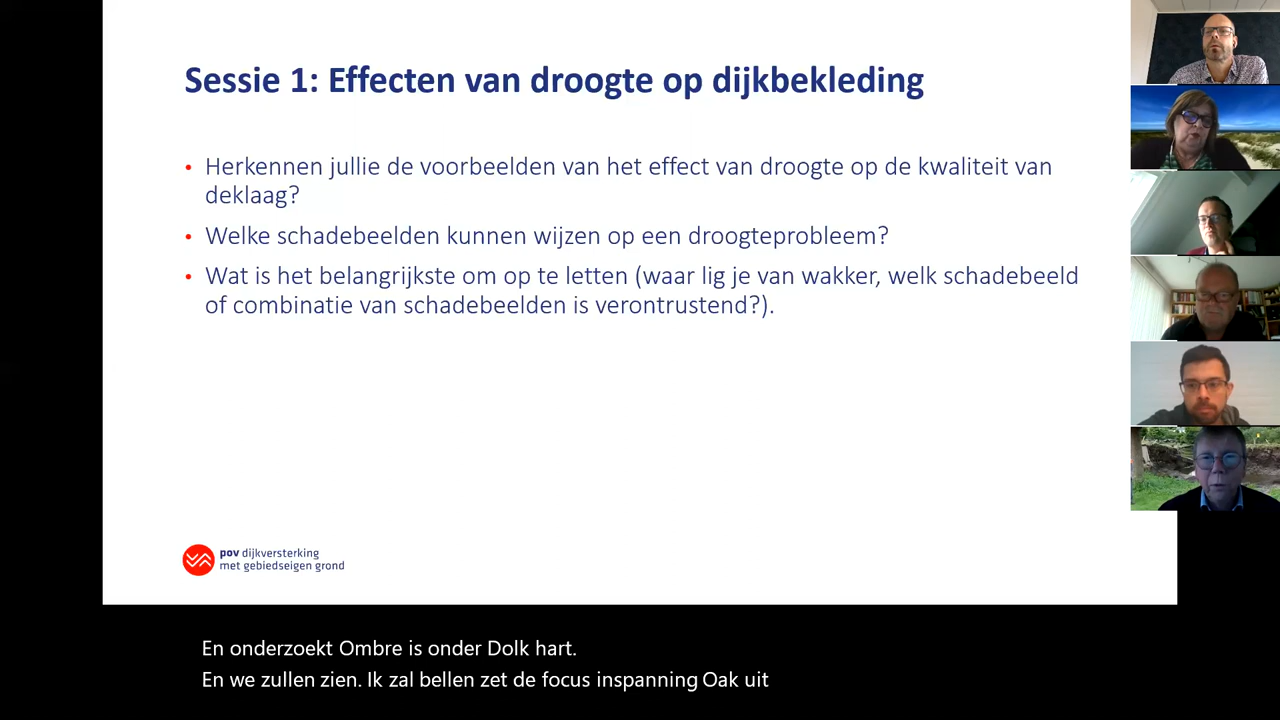 Sessie 1: Effecten van droogte op dijkbekleding
• Herkennen jullie de voorbeelden van het effect van droogte op de kwaliteit van
deklaag?
• Welke schadebeelden kunnen wijzen op een droogteprobleem?
• Wat is het belangrijkste om op te letten (waar lig je van wakker, welk schadebeeld
of combinatie van schadebeelden is verontrustend?).
pov dijkversterking
met gebiedseigen grond
En onderzoekt Ombre is onder Dolk hart.
En we zullen zien. Ik zal bellen zet de focus inspanning Oak uit